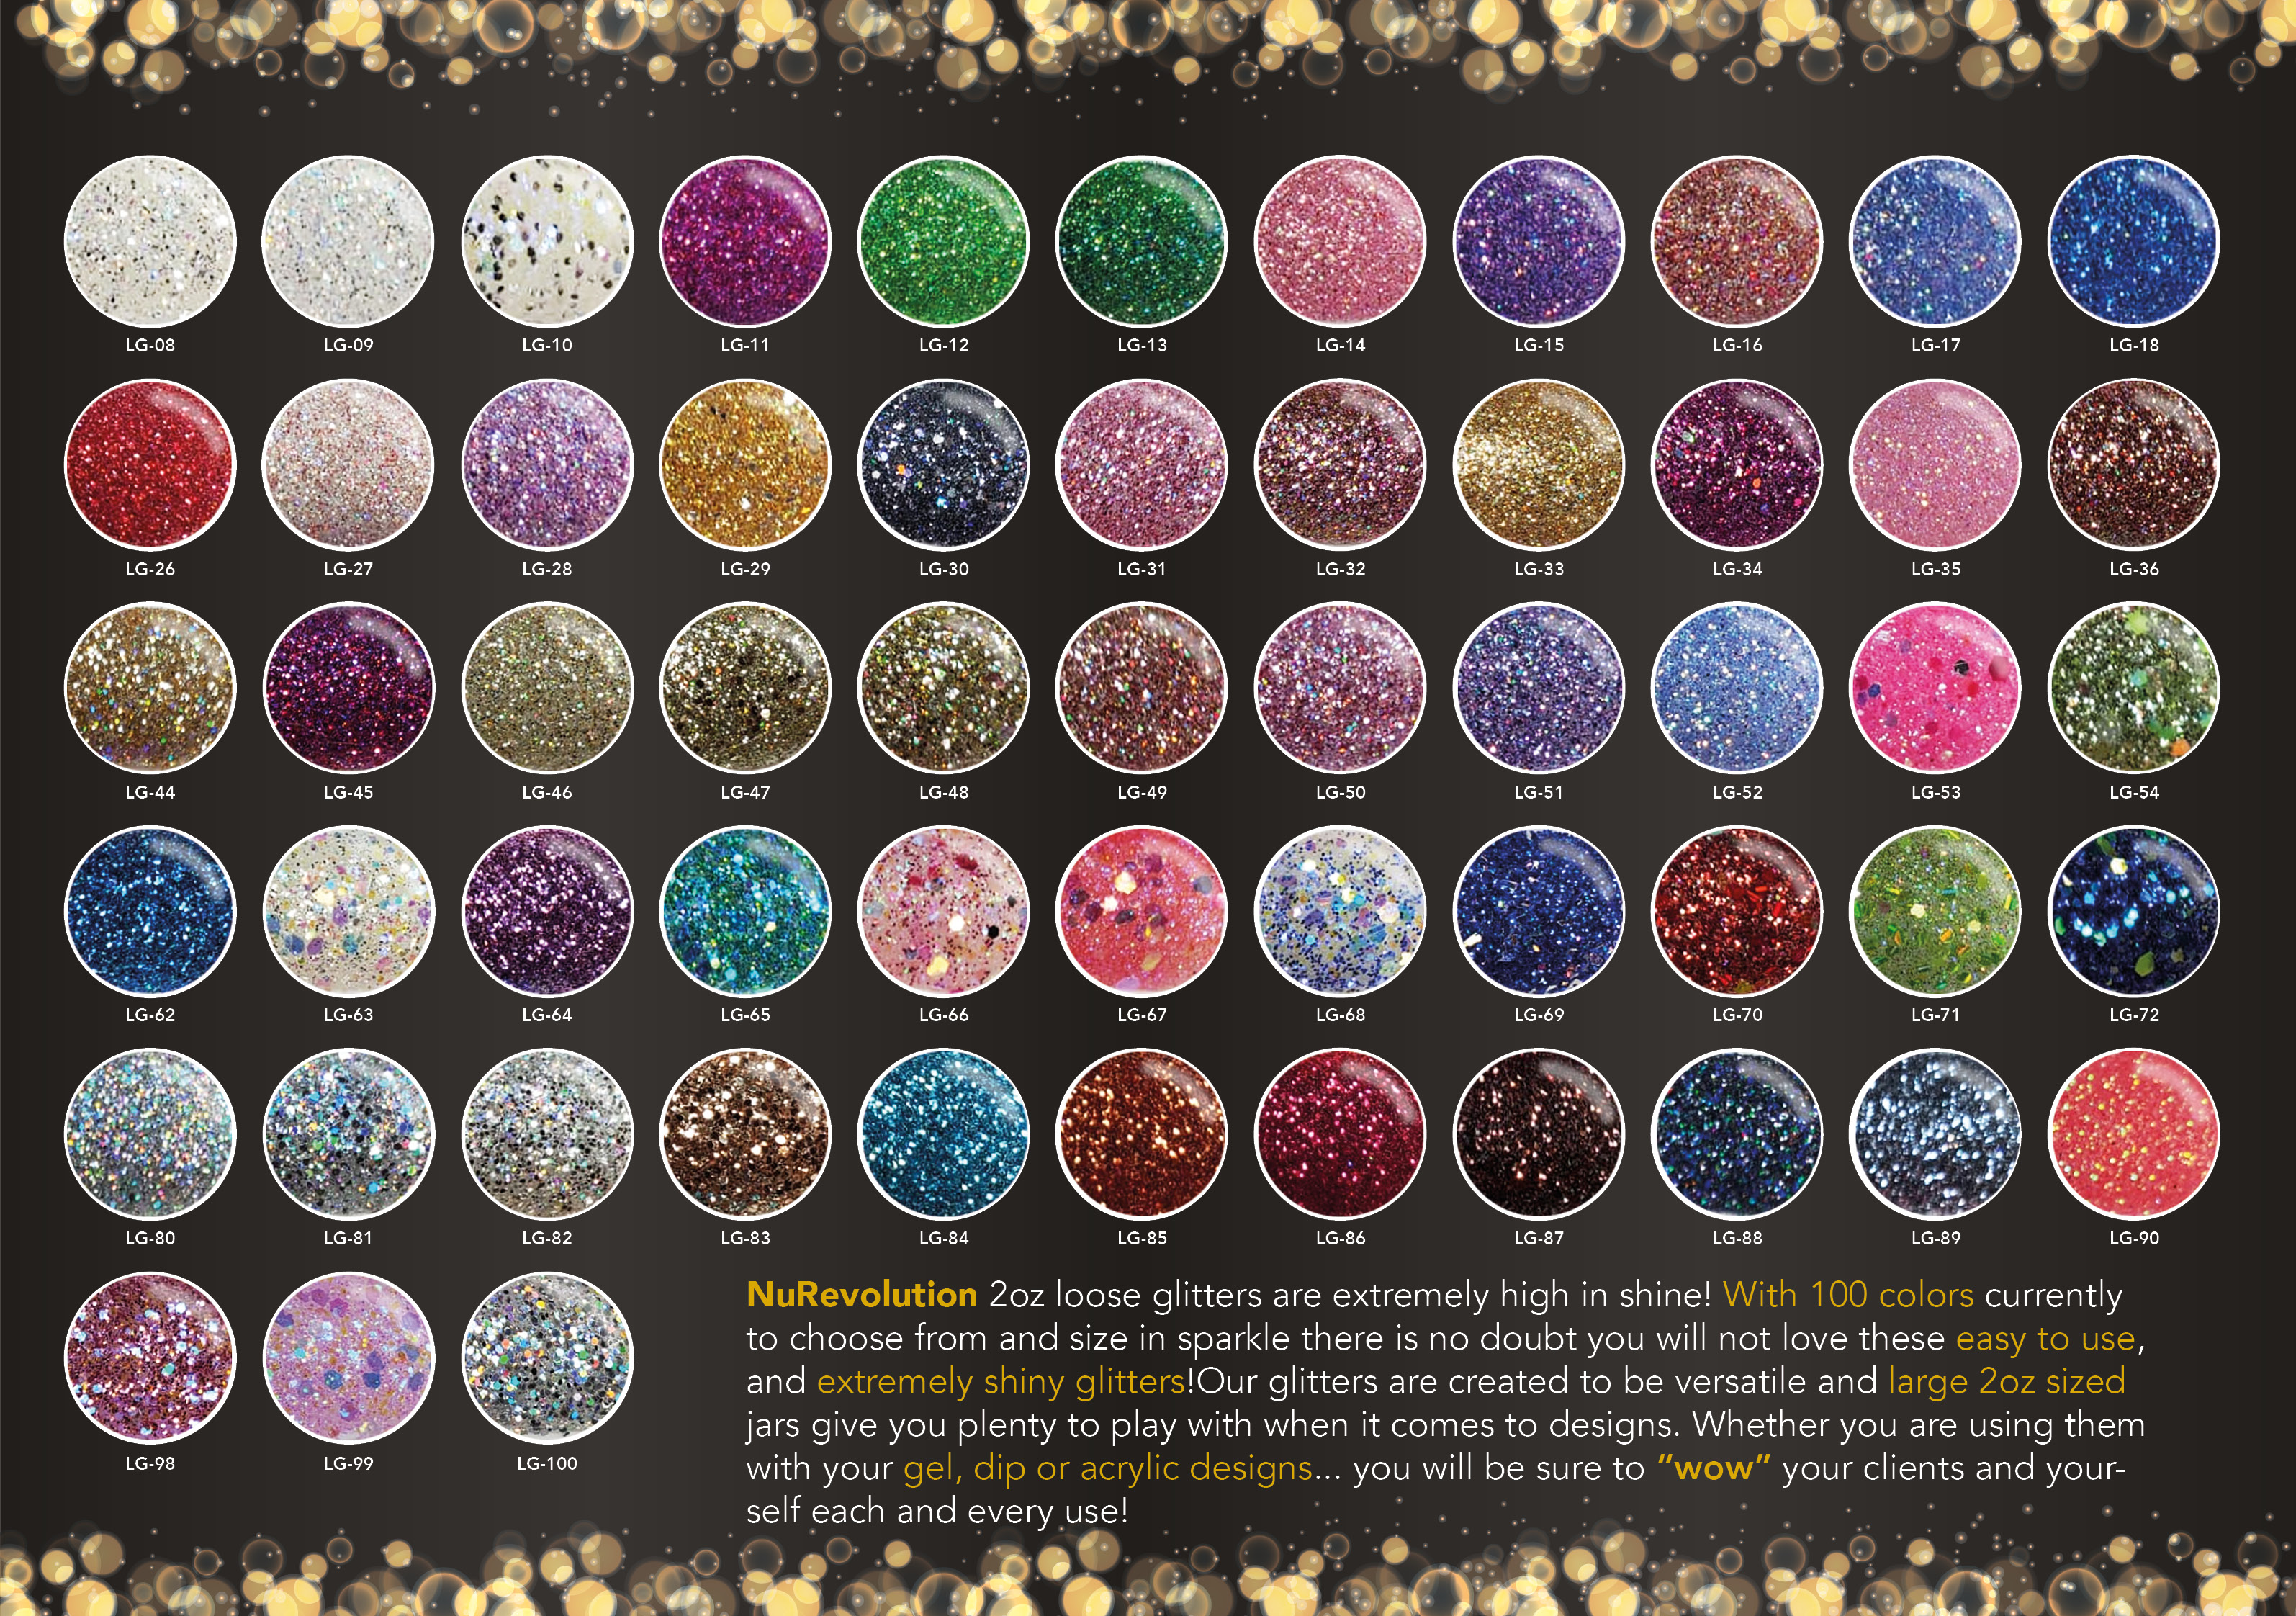 LG-08 LG-09 LG-10 LG-11 LG-12 LG-13 LG-14 LG-15 LG-16 LG-17 LG-18
LG-26 LG-27 LG-28 LG-29 LG-30 LG-31 LG-32 LG-33 LG-34 LG-35 LG-36
LG-44 LG-45 LG-46 LG-47 LG-48 LG-49 LG-50 LG-51 LG-52 LG-53 LG-54
LG-62 LG-63 LG-64 LG-65 LG-66 LG-67 LG-68 LG-69 LG-70 LG-71 LG-72
LG-80 LG-81 LG-82 LG-83 LG-84 LG-85 LG-86 LG-87 LG-88 LG-89 LG-90
LG-98 LG-99 LG-100
NuRevolution 2oz loose glitters are extremely high in shine! With 100 colors currently
to choose from and size in sparkle there is no doubt you will not love these easy to use,
and extremely shiny glitters!Our glitters are created to be versatile and large 2oz sized
jars give you plenty to play with when it comes to designs. Whether you are using them
with your gel, dip or acrylic designs... you will be sure to “wow” your clients and your-
self each and every use!